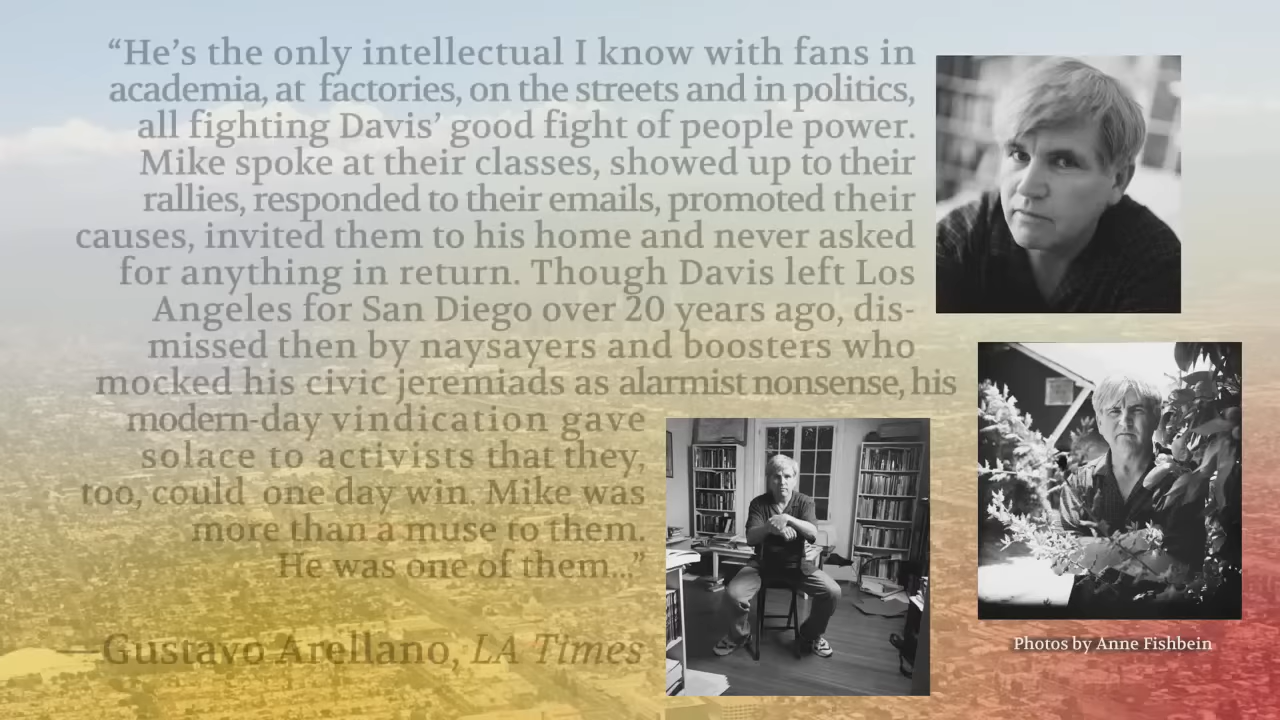 “He’s the only intellectual I know with fans in
academia, at factories, on the streets and in politics,
all fighting Davis’ good fight of people power.
Mike spoke at their classes, showed up to their
rallies, responded to their emails, promoted their
causes, invited them to his home and never asked
for anything in return. Though Davis left Los
Angeles for San Diego over 20 years ago, dis-
missed then by naysayers and boosters who
mocked his civic jeremiads as alarmist nonsense, his
modern-day vindication gave
solace to activists that they,
too, could one day win. Mike was
more than a muse to them.
He was one of them...”
—Gustavo Arellano, LA Times
Photos by Anne Fishbein